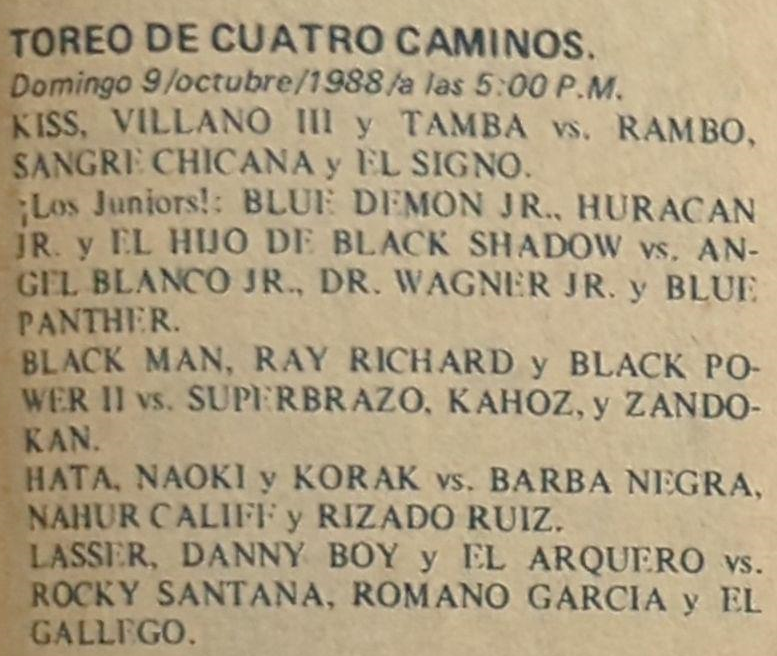 TOREO DE CUATRO CAMINOS.
Domingo 9/octubre/1988/a las 5:00 P.M.
KISS, VILLANO III y TAMBA vs. RAMBO,
SANGRE CHICANA y EL SIGNO.
¡Los Juniors!: BLUE DEMON JR., HURACAN
JR. y EL HIJO DE BLACK SHADOW vs. AN-
GEL BLANCO JR., DR. WAGNER JR. y BLUE
PANTHER.
BLACK MAN, RAY RICHARD y BLACK PO-
WER II vs. SUPERBRAZO, KAHOZ, y ZANDO-
KAN.
HATA, NAOKI y KORAK vs. BARBA NEGRA,
NAHUR CALIFF y RIZADO RUIZ.
LASSER, DANNY BOY y EL ARQUERO vs.
ROCKY SANTANA, ROMANO GARCIA y EL
GALLEGO.